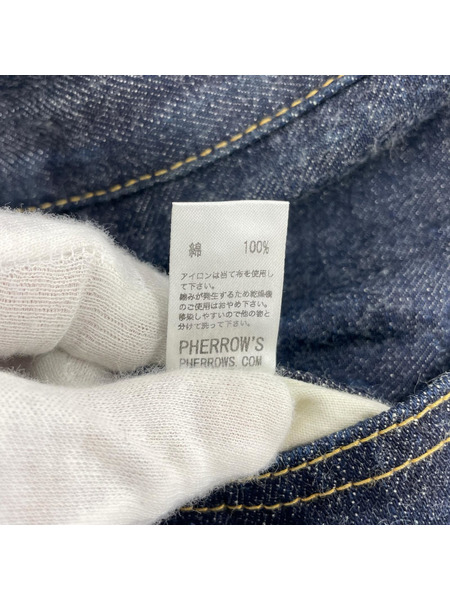 綿 100%
アイロンは当て布を使用し
て下さい。
縮みが発生するため乾燥機
のご使用はおやめ下さい。
移染しやすいので他の物と
分けて洗って下さい。
PHERROW'S
PHERROWS.COM